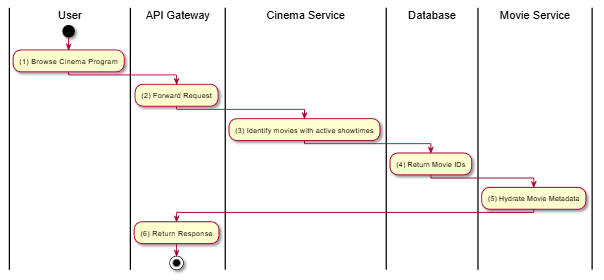 User
API Gateway
Cinema Service
Database
Movie Service
(1) Browse Cinema Program
(2) Forward Request
(3) Identify movies with active showtimes
(4) Return Movie IDs
(5) Hydrate Movie Metadata
(6) Return Response